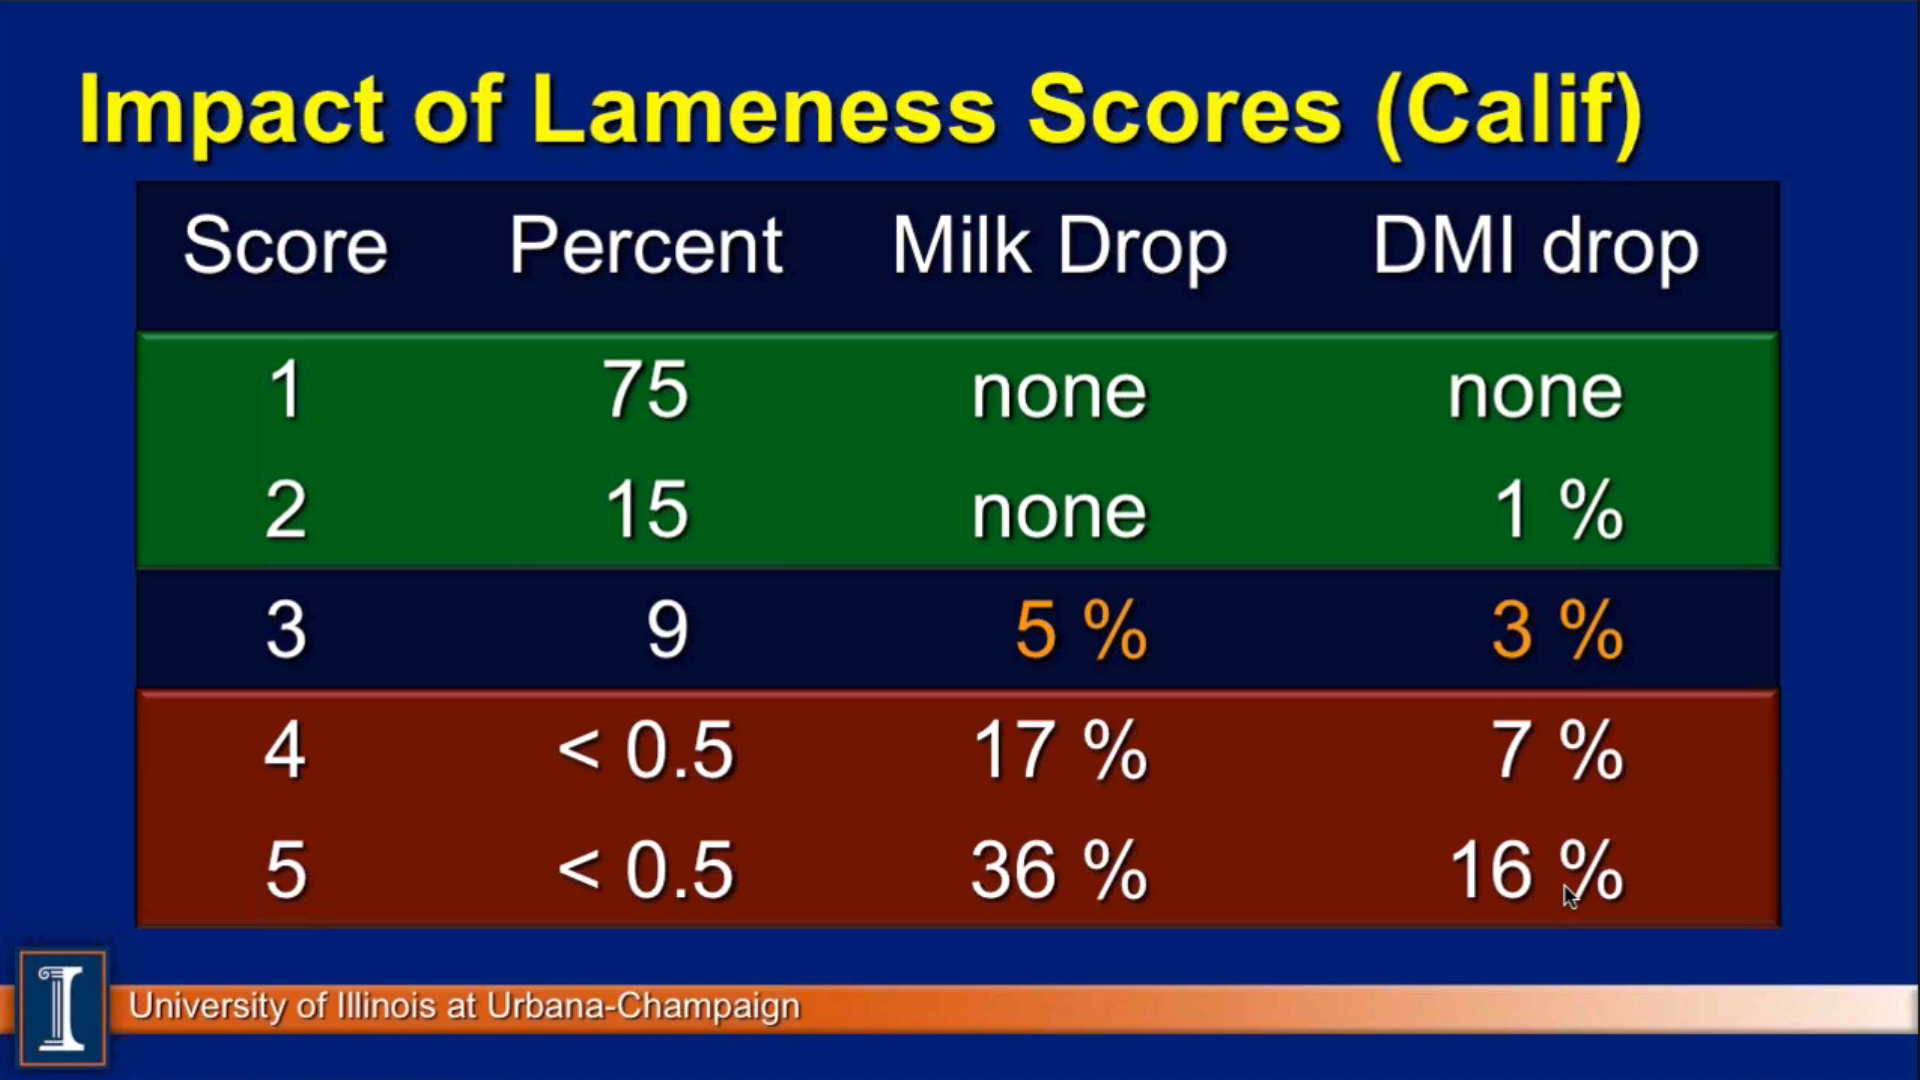 Impact of Lameness Scores (Calif)
Score Percent Milk Drop DMI drop
1 75 none none
2 15 none 1 %
3 9 5 % 3 %
4 < 0.5 17 % 7 %
5 < 0.5 36 % 16 %
I University of Illinois at Urbana-Champaign